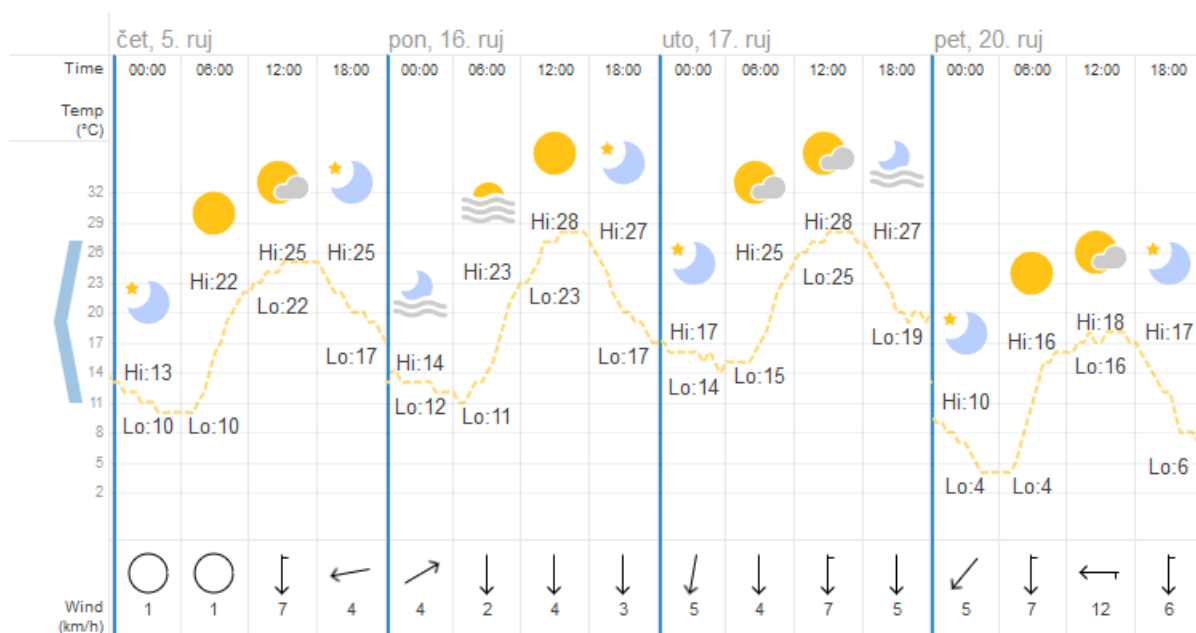 čet, 5. ruj pon, 16. ruj uto, 17. ruj pet, 20. ruj
Time 00:00 06:00 12:00 18:00 00:00 06:00 12:00 18:00 00:00 06:00 12:00 18:00 00:00 06:00 12:00 18:00
Temp
(°C)
32
29
26
23
20
17
14
11
8
5
2
Hi:13 Hi:22 Hi:25 Hi:25 Hi:14 Hi:23 Hi:28 Hi:27 Hi:17 Hi:25 Hi:28 Hi:27 Hi:10 Hi:16 Hi:18 Hi:17
Lo:10 Lo:10 Lo:22 Lo:17 Lo:12 Lo:11 Lo:23 Lo:17 Lo:14 Lo:15 Lo:25 Lo:19 Lo:4 Lo:4 Lo:16 Lo:6
Wind
(km/h)
1 1 7 4 4 2 4 3 5 4 7 5 5 7 12 6